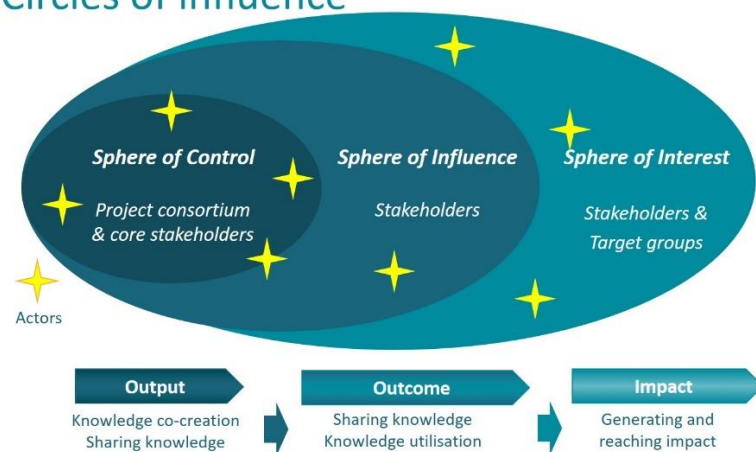 Circles of Influence
Sphere of Control
Project consortium
& core stakeholders
Sphere of Influence
Stakeholders
Sphere of Interest
Stakeholders &
Target groups
Actors
Output
Knowledge co-creation
Sharing knowledge
Outcome
Sharing knowledge
Knowledge utilisation
Impact
Generating and
reaching impact